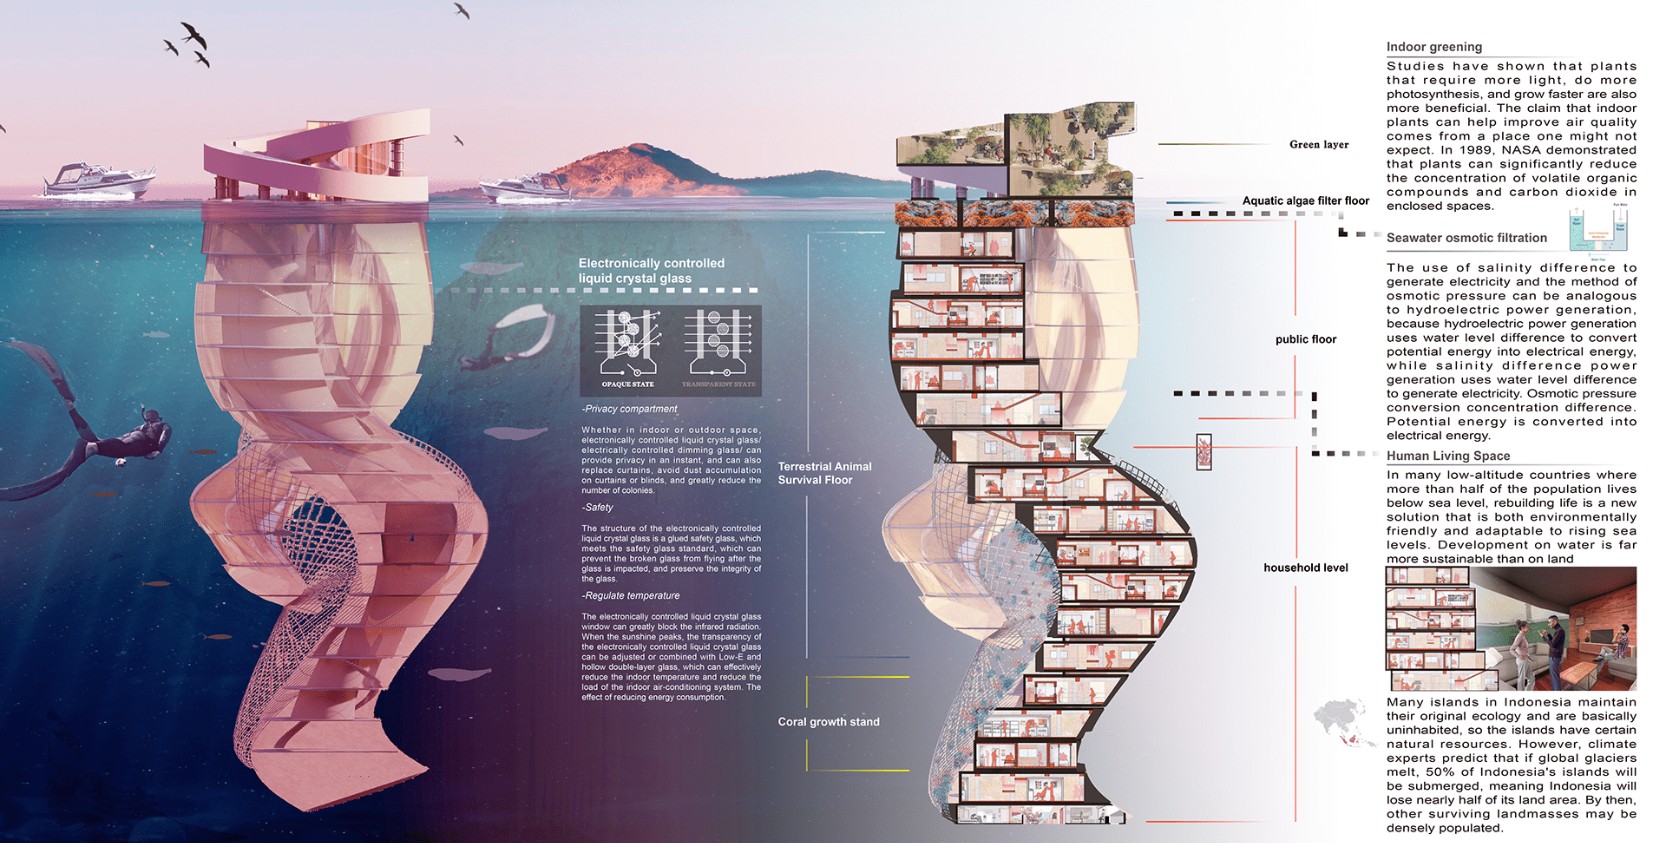 Electronically controlled
liquid crystal glass
OPAQUE STATE
TRANSPARENT STATE
-Privacy compartment
Whether in indoor or outdoor space,
electronically controlled liquid crystal glass/
electrically controlled dimming glass/ can
provide privacy in an instant, and can also
replace curtains, avoid dust accumulation
on curtains or blinds, and greatly reduce the
number of colonies.
-Safety
The structure of the electronically controlled
liquid crystal glass is a glued safety glass, which
meets the safety glass standard, which can
prevent the broken glass from flying after the
glass is impacted, and preserve the integrity of
the glass.
-Regulate temperature
The electronically controlled liquid crystal glass
window can greatly block the infrared radiation.
When the sunshine peaks, the transparency of
the electronically controlled liquid crystal glass
can be adjusted or combined with Low-E and
hollow double-layer glass, which can effectively
reduce the indoor temperature and reduce the
load of the indoor air-conditioning system. The
effect of reducing energy consumption.
Terrestrial Animal
Survival Floor
Coral growth stand
Green layer
Aquatic algae filter floor
public floor
household level
Indoor greening
Studies have shown that plants
that require more light, do more
photosynthesis, and grow faster are also
more beneficial. The claim that indoor
plants can help improve air quality
comes from a place one might not
expect. In 1989, NASA demonstrated
that plants can significantly reduce
the concentration of volatile organic
compounds and carbon dioxide in
enclosed spaces.
Seawater osmotic filtration
The use of salinity difference to
generate electricity and the method of
osmotic pressure can be analogous
to hydroelectric power generation,
because hydroelectric power generation
uses water level difference to convert
potential energy into electrical energy,
while salinity difference power
generation uses water level difference
to generate electricity. Osmotic pressure
conversion concentration difference.
Potential energy is converted into
electrical energy.
Human Living Space
In many low-altitude countries where
more than half of the population lives
below sea level, rebuilding life is a new
solution that is both environmentally
friendly and adaptable to rising sea
levels. Development on water is far
more sustainable than on land
Many islands in Indonesia maintain
their original ecology and are basically
uninhabited, so the islands have certain
natural resources. However, climate
experts predict that if global glaciers
melt, 50% of Indonesia's islands will
be submerged, meaning Indonesia will
lose nearly half of its land area. By then,
other surviving landmasses may be
densely populated.